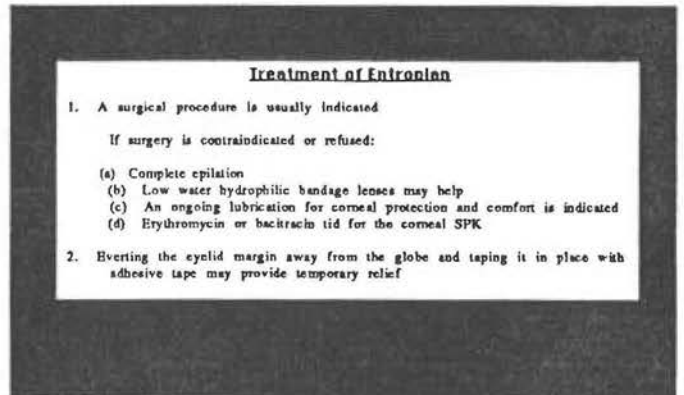 Treatment of Entropion
1. A surgical procedure is usually indicated
If surgery is contraindicated or refused:
(a) Complete epilation
(b) Low water hydrophilic bandage lenses may help
(c) An ongoing lubrication for corneal protection and comfort is indicated
(d) Erythromycin or bacitracin tid for the corneal SPK
2. Everting the eyelid margin away from the globe and taping it in place with
adhesive tape may provide temporary relief